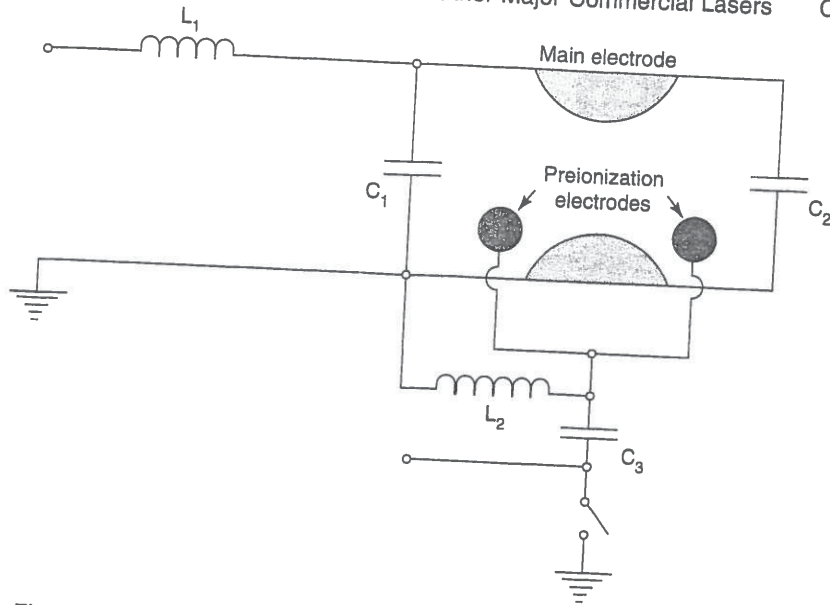 Major Commercial Lasers
L₁
Main electrode
C₁
Preionization
electrodes
C₂
L₂
C₃